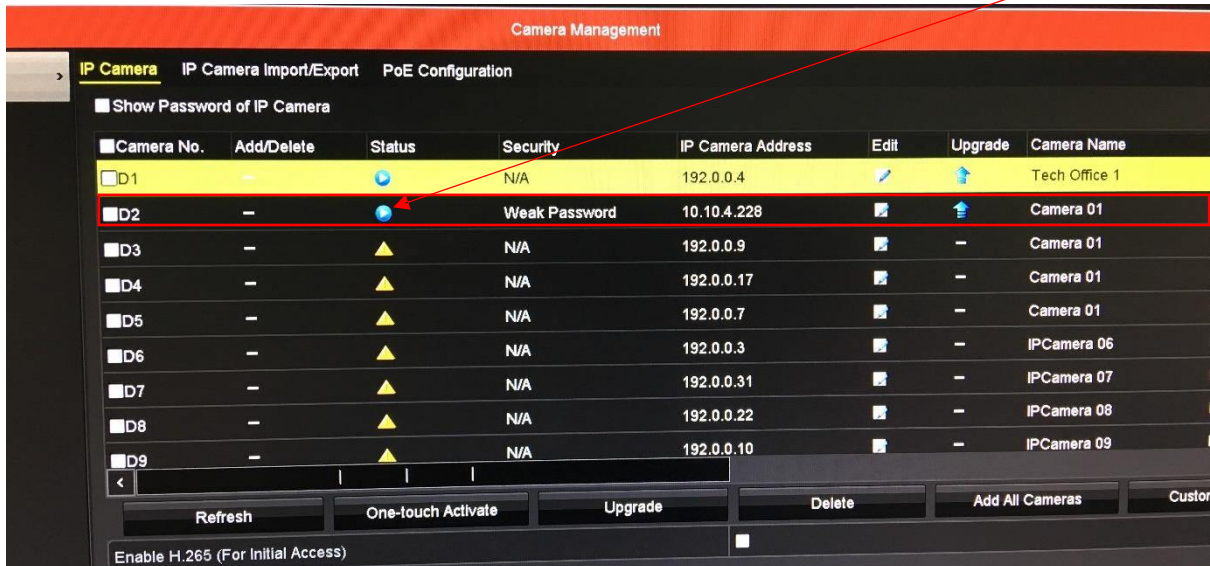 Camera Management
IP Camera IP Camera Import/Export PoE Configuration
Show Password of IP Camera
Camera No. Add/Delete Status Security IP Camera Address Edit Upgrade Camera Name
D1 N/A 192.0.0.4 Tech Office 1
D2 – Weak Password 10.10.4.228 Camera 01
D3 – N/A 192.0.0.9 – Camera 01
D4 – N/A 192.0.0.17 – Camera 01
D5 – N/A 192.0.0.7 – Camera 01
D6 – N/A 192.0.0.3 – IPCamera 06
D7 – N/A 192.0.0.31 – IPCamera 07
D8 – N/A 192.0.0.22 – IPCamera 08
D9 – N/A 192.0.0.10 – IPCamera 09
Refresh One-touch Activate Upgrade Delete Add All Cameras Custor
Enable H.265 (For Initial Access)